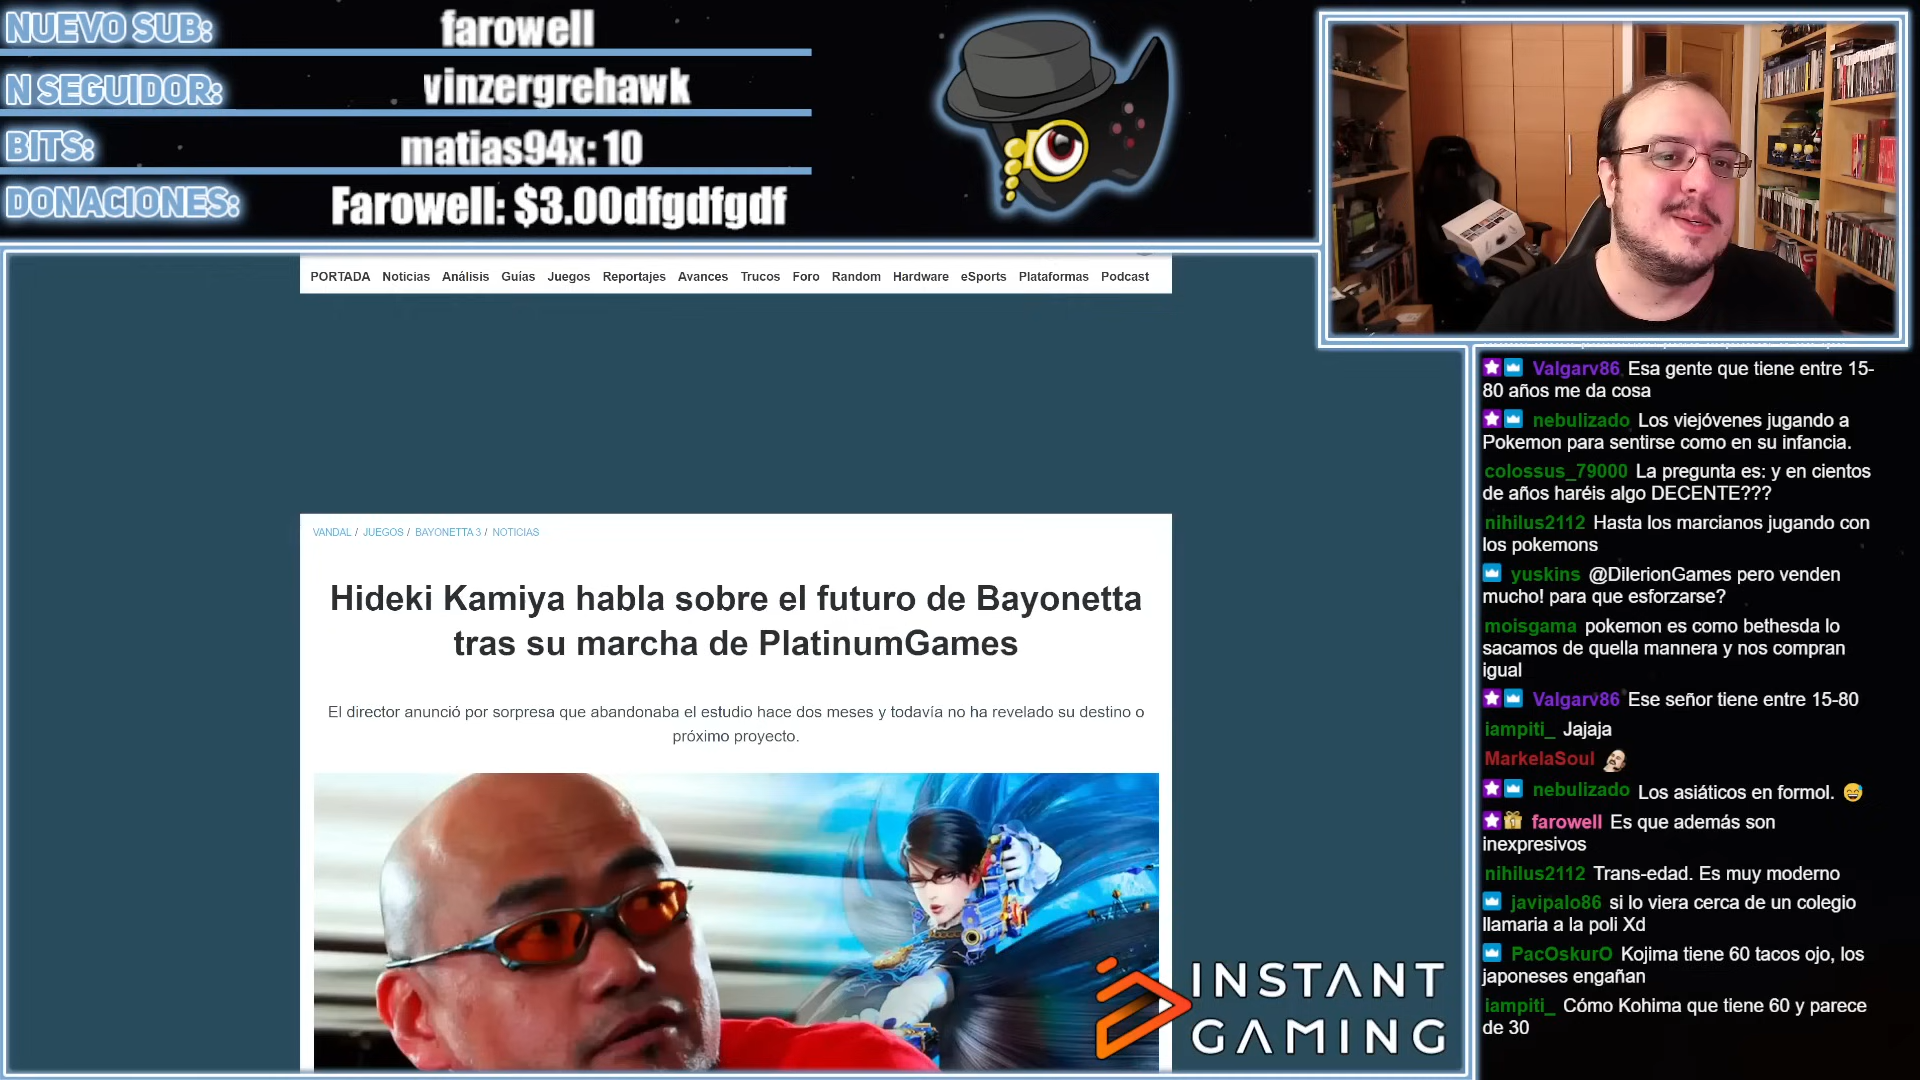 NUEVO SUB:
farowell
N SEGUIDOR:
vinzergrehawk
BITS:
matias94x: 10
DONACIONES:
Farowell: $3.00dfgdfgdf
PORTADA Noticias Análisis Guías Juegos Reportajes Avances Trucos Foro Random Hardware eSports Plataformas Podcast
VANDAL / JUEGOS / BAYONETTA 3 / NOTICIAS
Hideki Kamiya habla sobre el futuro de Bayonetta
tras su marcha de PlatinumGames
El director anunció por sorpresa que abandonaba el estudio hace dos meses y todavía no ha revelado su destino o
próximo proyecto.
INSTANT
GAMING
Valgarv86 Esa gente que tiene entre 15-
80 años me da cosa
nebulizado Los viejóvenes jugando a
Pokemon para sentirse como en su infancia.
colossus_79000 La pregunta es: y en cientos
de años haréis algo DECENTE???
nihilus2112 Hasta los marcianos jugando con
los pokemons
yuskins @DilerionGames pero venden
mucho! para que esforzarse?
moisgama pokemon es como bethesda lo
sacamos de quella mannera y nos compran
igual
Valgarv86 Ese señor tiene entre 15-80
iampiti_ Jajaja
MarkelaSoul
nebulizado Los asiáticos en formol.
farowell Es que además son
inexpresivos
nihilus2112 Trans-edad. Es muy moderno
javipalo86 si lo viera cerca de un colegio
llamaria a la poli Xd
PacOskurO Kojima tiene 60 tacos ojo, los
japoneses engañan
iampiti_ Cómo Kohima que tiene 60 y parece
de 30